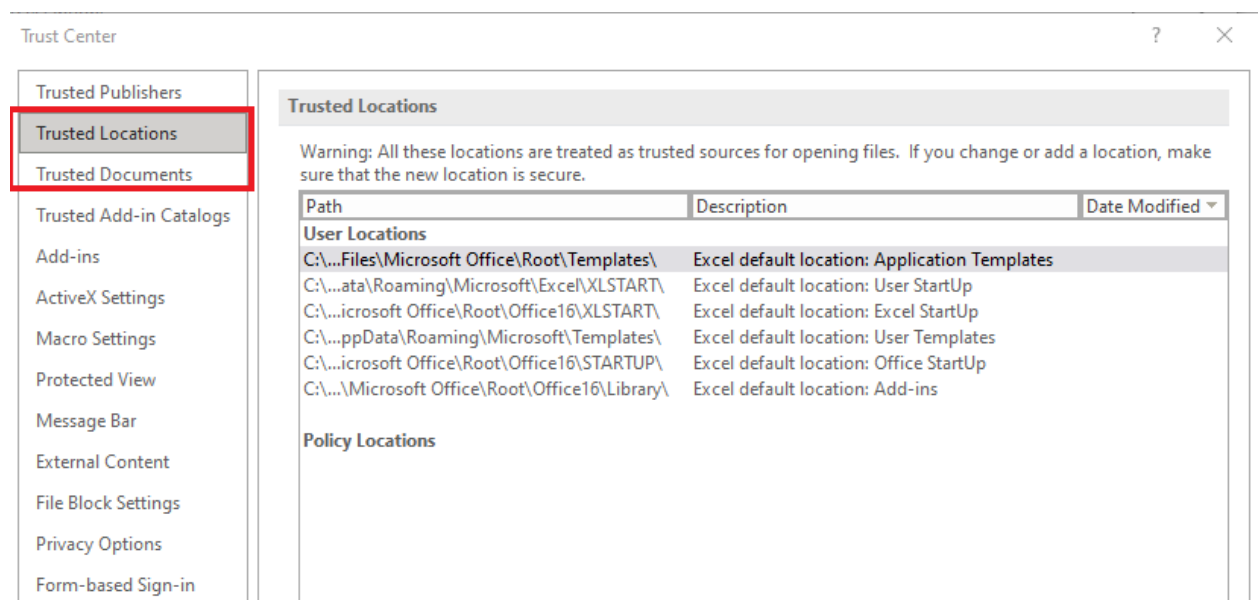 Trust Center ?
Trusted Publishers
Trusted Locations
Trusted Documents
Trusted Add-in Catalogs
Add-ins
ActiveX Settings
Macro Settings
Protected View
Message Bar
External Content
File Block Settings
Privacy Options
Form-based Sign-in
Trusted Locations
Warning: All these locations are treated as trusted sources for opening files.  If you change or add a location, make
sure that the new location is secure.
Path Description Date Modified
User Locations
C:\...Files\Microsoft Office\Root\Templates\ Excel default location: Application Templates
C:\...ata\Roaming\Microsoft\Excel\XLSTART\ Excel default location: User StartUp
C:\...icrosoft Office\Root\Office16\XLSTART\ Excel default location: Excel StartUp
C:\...ppData\Roaming\Microsoft\Templates\ Excel default location: User Templates
C:\...icrosoft Office\Root\Office16\STARTUP\ Excel default location: Office StartUp
C:\...\Microsoft Office\Root\Office16\Library\ Excel default location: Add-ins
Policy Locations